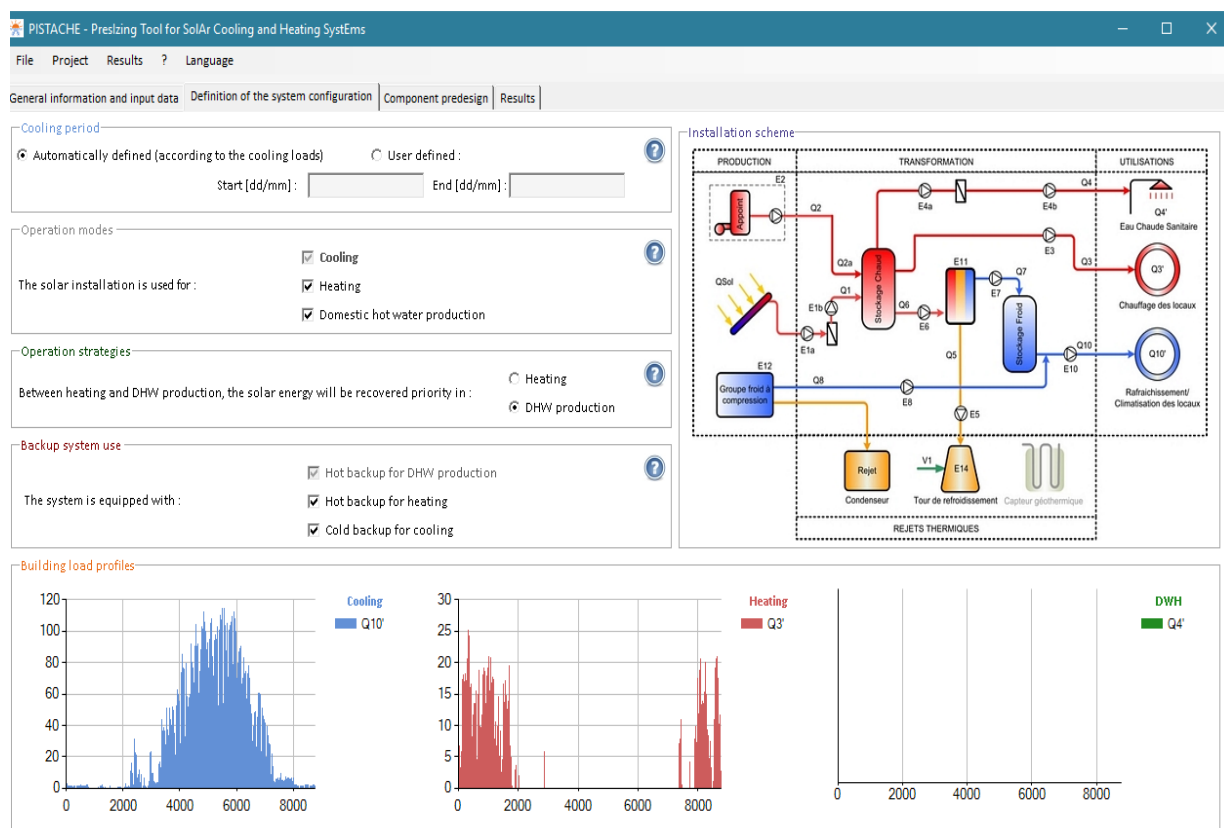 PISTACHE - PresIzing Tool for SolAr Cooling and Heating SystEms
File Project Results ? Language
General information and input data Definition of the system configuration Component predesign Results
Cooling period
Automatically defined (according to the cooling loads) User defined :
Start [dd/mm] : End [dd/mm] :
Operation modes
The solar installation is used for :
Cooling
Heating
Domestic hot water production
Operation strategies
Between heating and DHW production, the solar energy will be recovered priority in :
Heating
DHW production
Backup system use
The system is equipped with :
Hot backup for DHW production
Hot backup for heating
Cold backup for cooling
Installation scheme
PRODUCTION TRANSFORMATION UTILISATIONS
E2
Appoint
Q2
E4a
E4b
Q4
Q4'
Eau Chaude Sanitaire
QSol
Q2a
Q1
E1b
E1a
Stockage Chaud
E3
Q3
Q3'
Chauffage des locaux
Q6
E6
E11
Q7
E7
Stockage Froid
Q5
E12
Groupe froid à
compression
Q8
E8
Q10
E10
Q10'
Rafraichissement/
Climatisation des locaux
E5
Rejet
Condenseur
V1
E14
Tour de refroidissement
Capteur géothermique
REJETS THERMIQUES
Building load profiles
120
100
80
60
40
20
0
0 2000 4000 6000 8000
Cooling
Q10'
30
25
20
15
10
5
0
0 2000 4000 6000 8000
Heating
Q3'
0 2000 4000 6000 8000
DWH
Q4'